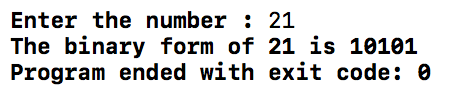 Enter the number : 21
The binary form of 21 is 10101
Program ended with exit code: 0